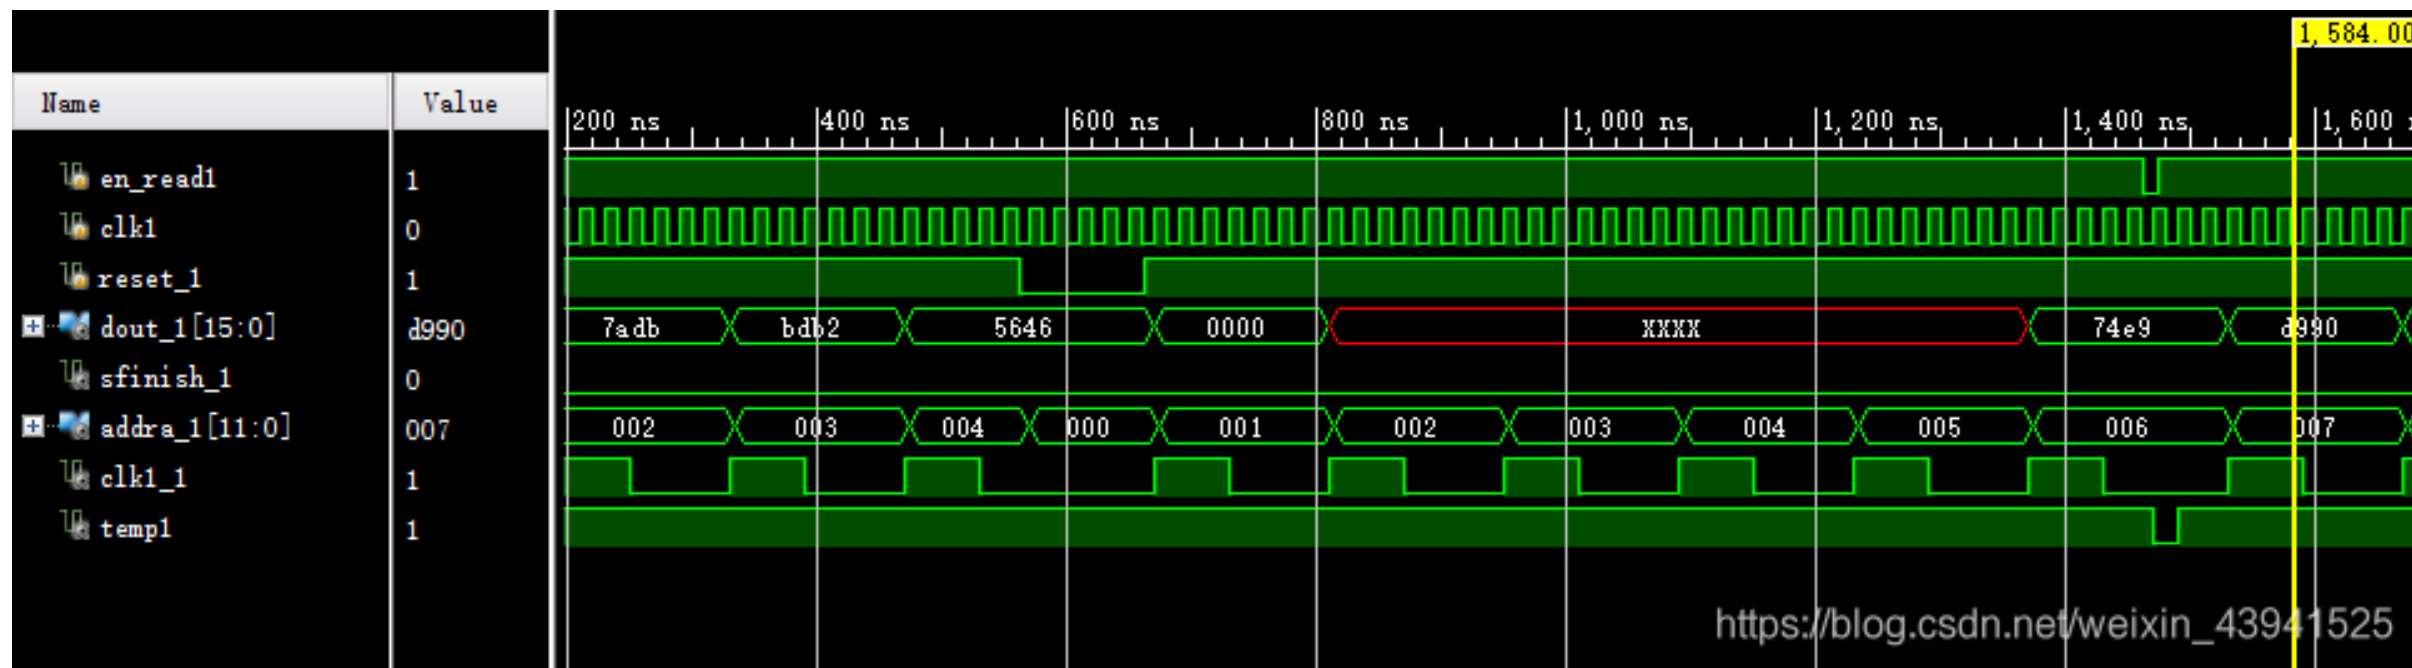 1,584.00
Name Value
200 ns 400 ns 600 ns 800 ns 1,000 ns 1,200 ns 1,400 ns 1,600
en_read1 1
clk1 0
reset_1 1
dout_1[15:0] d990 7adb bdb2 5646 0000 XXXX 74e9 d990
sfinish_1 0
addra_1[11:0] 007 002 003 004 000 001 002 003 004 005 006 007
clk1_1 1
temp1 1
https://blog.csdn.net/weixin_43941525